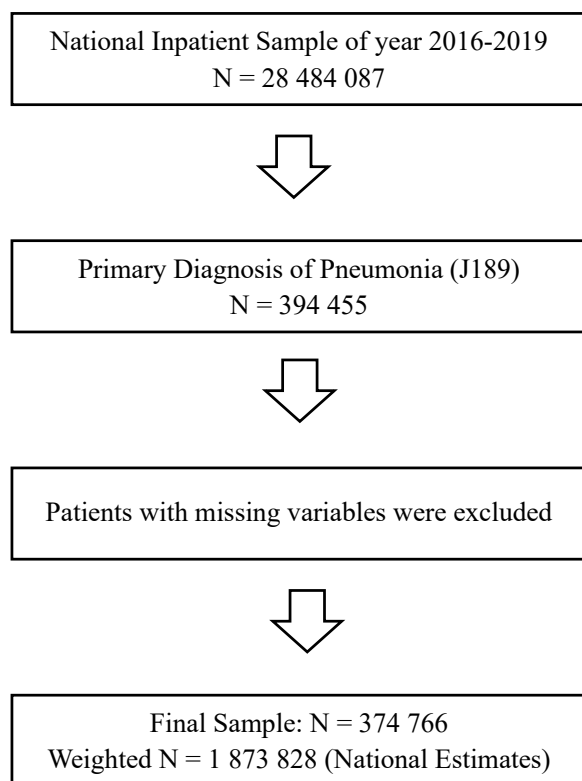 National Inpatient Sample of year 2016-2019
N = 28 484 087
Primary Diagnosis of Pneumonia (J189)
N = 394 455
Patients with missing variables were excluded
Final Sample: N = 374 766
Weighted N = 1 873 828 (National Estimates)